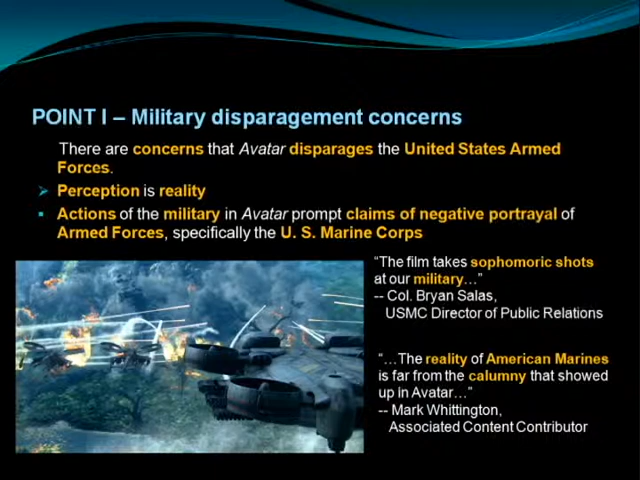 POINT I – Military disparagement concerns
There are concerns that Avatar disparages the United States Armed
Forces.
Perception is reality
Actions of the military in Avatar prompt claims of negative portrayal of
Armed Forces, specifically the U. S. Marine Corps
“The film takes sophomoric shots
at our military…”
-- Col. Bryan Salas,
USMC Director of Public Relations
“…The reality of American Marines
is far from the calumny that showed
up in Avatar…”
-- Mark Whittington,
Associated Content Contributor